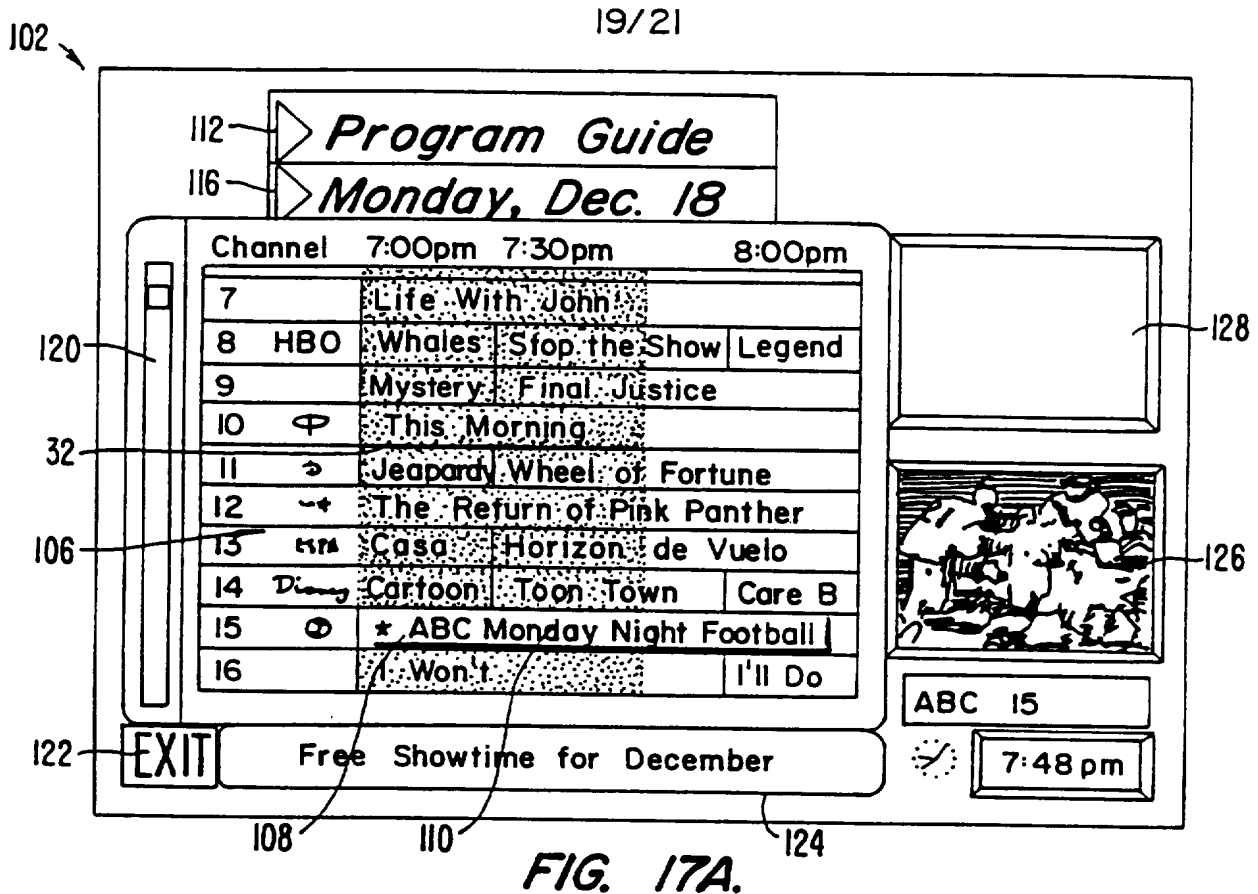 19/21
102
112 Program Guide
116 Monday, Dec. 18
Channel 7:00pm 7:30pm 8:00pm
7 Life With John
8 HBO Whales Stop the Show Legend
120
128
9 Mystery Final Justice
10 This Morning
32
11 Jeapardy Wheel of Fortune
12 The Return of Pink Panther
106
13 Casa Horizon de Vuelo
126
14 Disney Cartoon Toon Town Care B
15 * ABC Monday Night Football
16 I Won't I'll Do
ABC 15
122 EXIT Free Showtime for December 7:48pm
108 110 124
FIG. 17A.